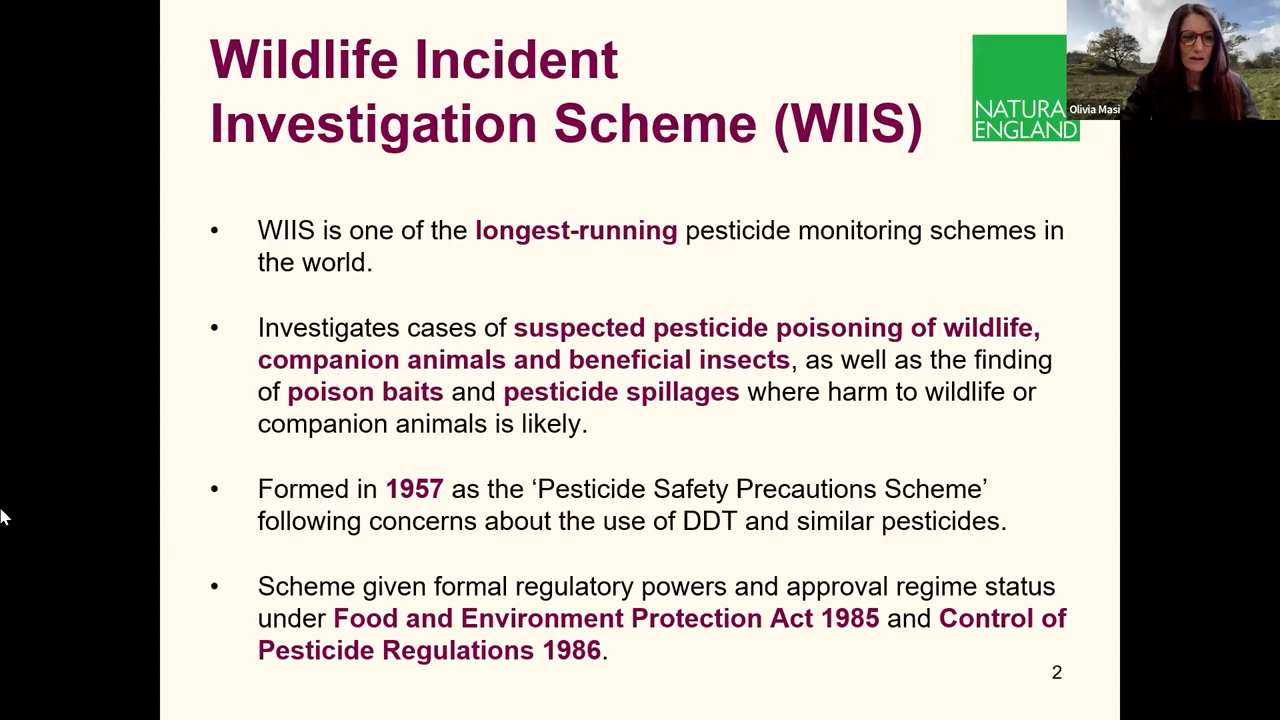 Wildlife Incident
Investigation Scheme (WIIS)
NATURA
ENGLAND
Olivia Masi
• WIIS is one of the longest-running pesticide monitoring schemes in
the world.
• Investigates cases of suspected pesticide poisoning of wildlife,
companion animals and beneficial insects, as well as the finding
of poison baits and pesticide spillages where harm to wildlife or
companion animals is likely.
• Formed in 1957 as the ‘Pesticide Safety Precautions Scheme’
following concerns about the use of DDT and similar pesticides.
• Scheme given formal regulatory powers and approval regime status
under Food and Environment Protection Act 1985 and Control of
Pesticide Regulations 1986.
2